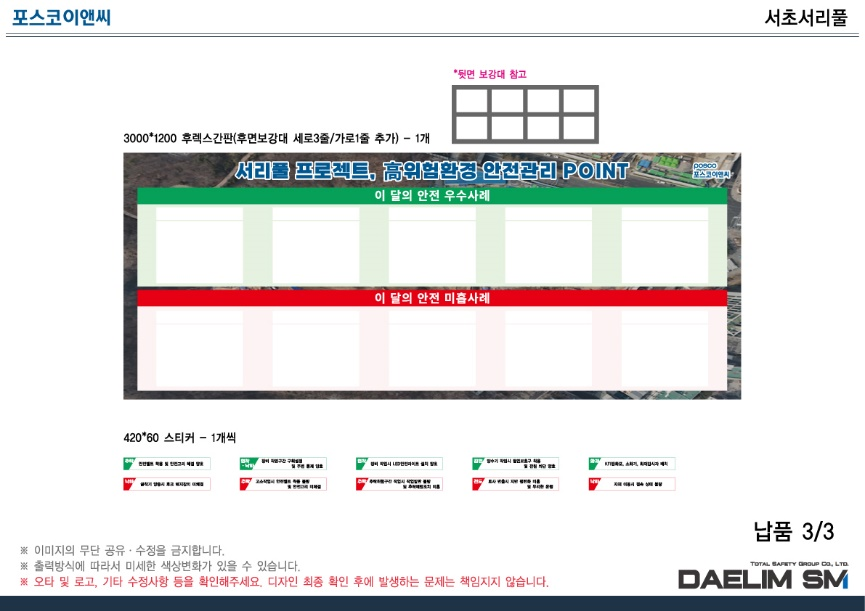 포스코이앤씨
서초서리풀
*뒷면 보강대 참고
3000*1200 후렉스간판(후면보강대 세로3줄/가로1줄 추가) - 1개
서리풀 프로젝트, 高위험환경 안전관리 POINT
posco
포스코이앤씨
이 달의 안전 우수사례
이 달의 안전 미흡사례
420*60 스티커 - 1개씩
납품 3/3
※ 이미지의 무단 공유·수정을 금지합니다.
※ 출력방식에 따라서 미세한 색상변화가 있을 수 있습니다.
※ 오타 및 로고, 기타 수정사항 등을 확인해주세요. 디자인 최종 확인 후에 발생하는 문제는 책임지지 않습니다.
TOTAL SAFETY GROUP CO., LTD.
DAELIM SM